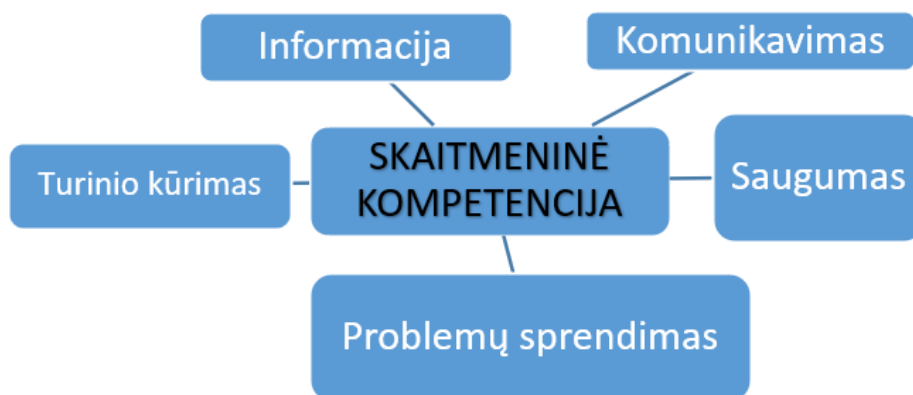 Informacija
Komunikavimas
SKAITMENINĖ
KOMPETENCIJA
Turinio kūrimas
Saugumas
Problemų sprendimas